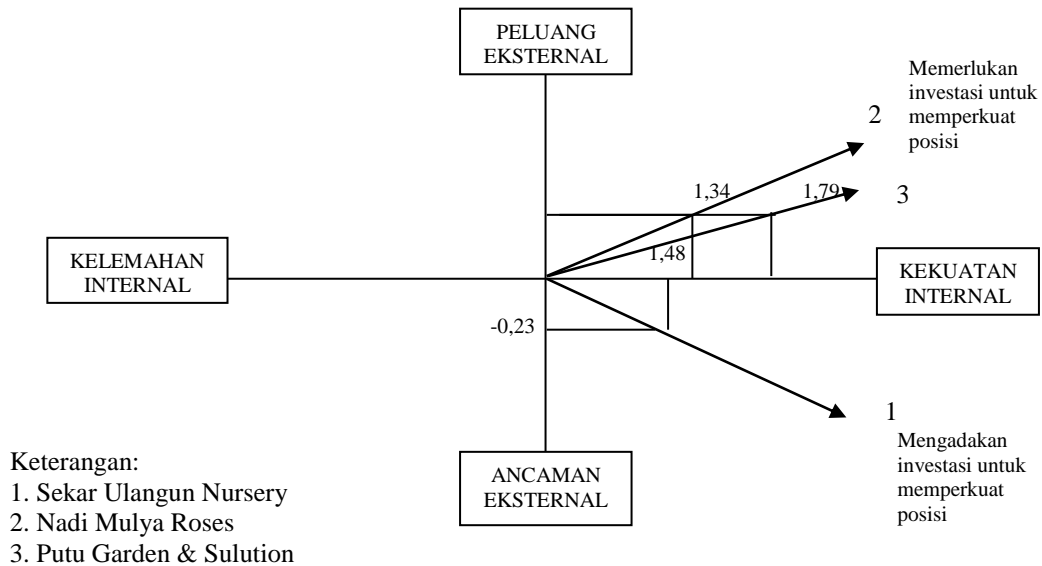 PELUANG
EKSTERNAL
Memerlukan
investasi untuk
memperkuat
posisi
2
1,34
1,79
3
1,48
KELEMAHAN
INTERNAL
KEKUATAN
INTERNAL
-0,23
1
Mengadakan
investasi untuk
memperkuat
posisi
ANCAMAN
EKSTERNAL
Keterangan:
1. Sekar Ulangun Nursery
2. Nadi Mulya Roses
3. Putu Garden & Sulution